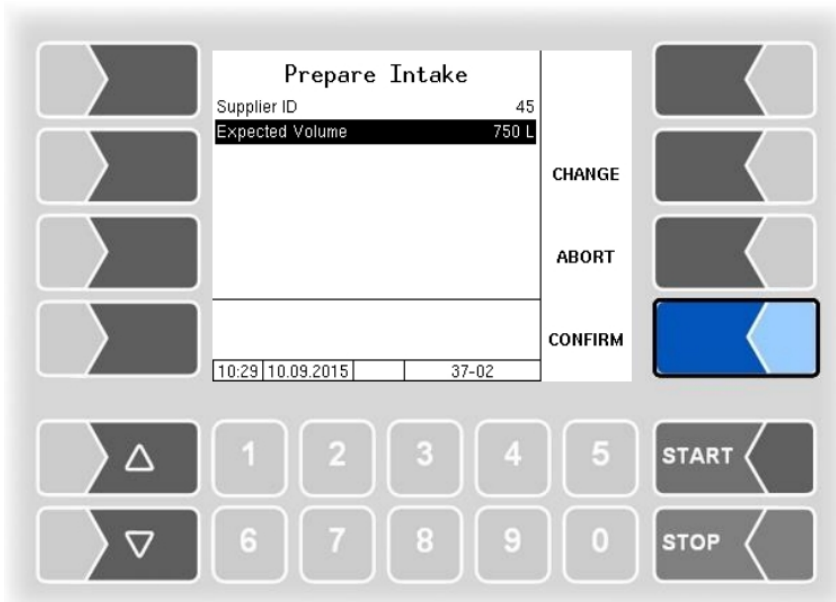 Prepare Intake
Supplier ID 45
Expected Volume 750 L
CHANGE
ABORT
CONFIRM
10:29 10.09.2015 37-02
1 2 3 4 5 START
6 7 8 9 0 STOP